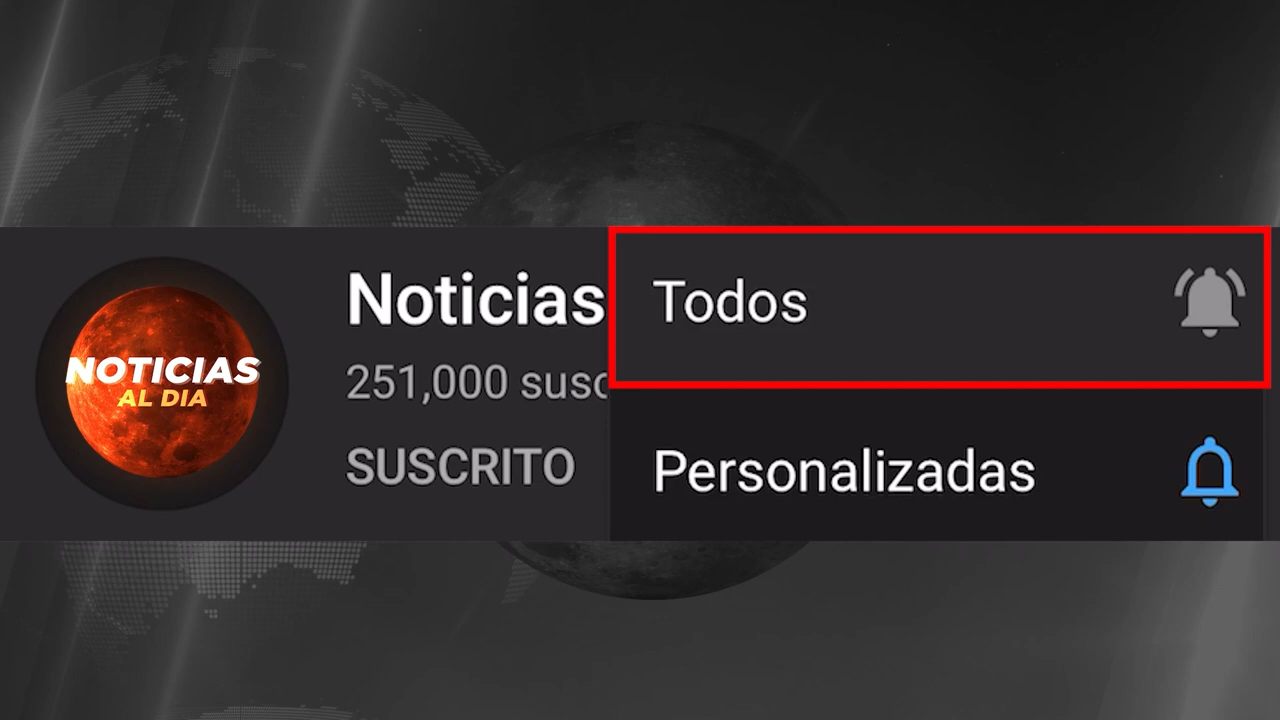 NOTICIAS
AL DIA
Noticias
251,000 susc
SUSCRITO
Todos
Personalizadas